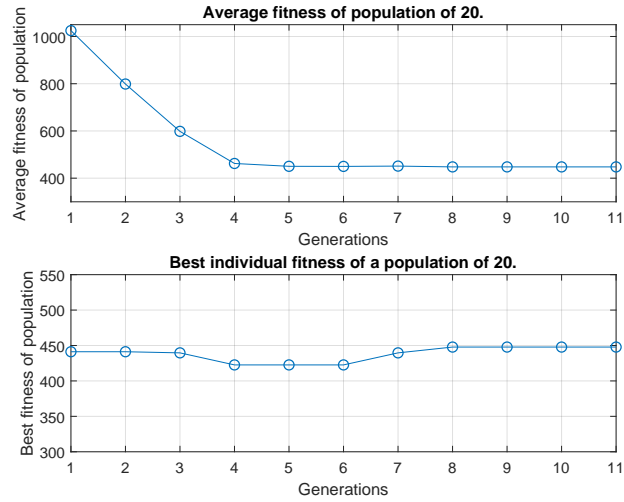 Average fitness of population of 20.
Average fitness of population
1000
800
600
400
1 2 3 4 5 6 7 8 9 10 11
Generations
Best individual fitness of a population of 20.
Best fitness of population
550
500
450
400
350
300
1 2 3 4 5 6 7 8 9 10 11
Generations